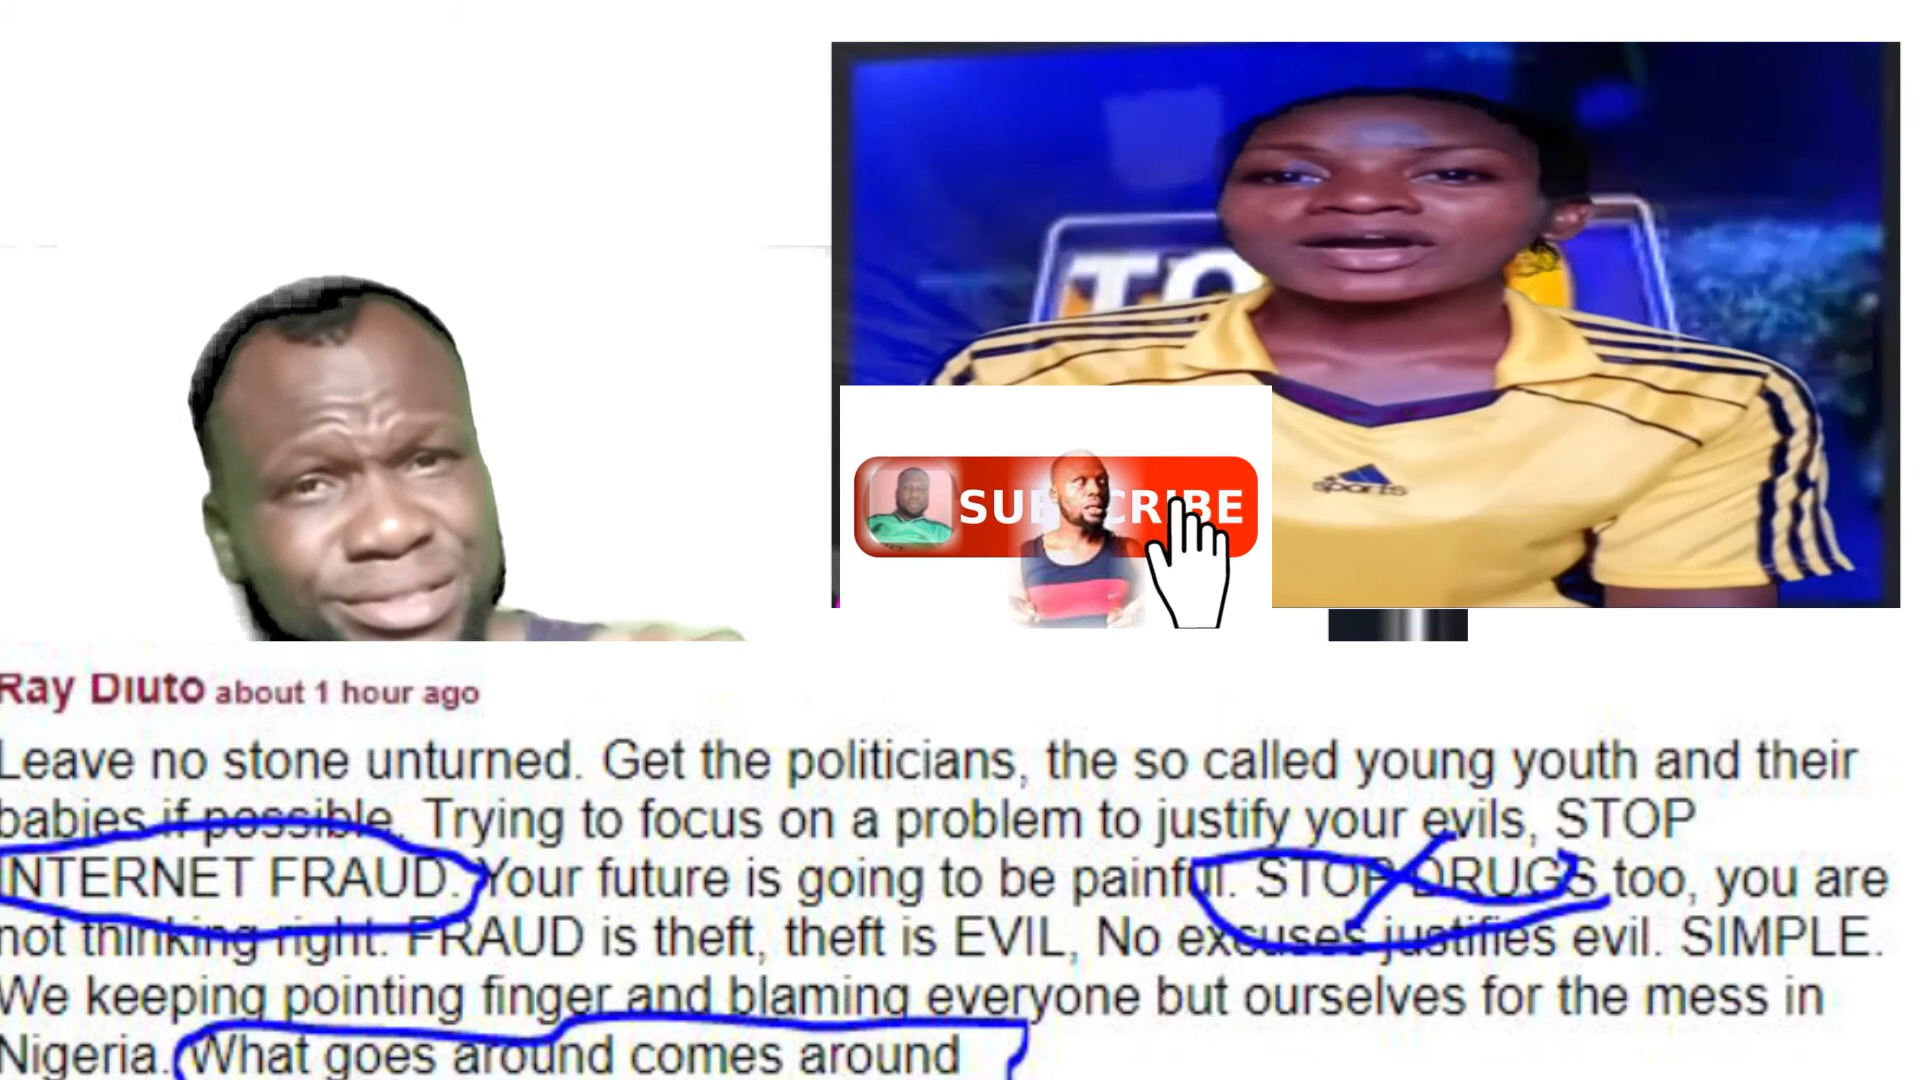 TO
sports
SUBSCRIBE
Ray Diuto about 1 hour ago
Leave no stone unturned. Get the politicians, the so called young youth and their
babies if possible. Trying to focus on a problem to justify your evils, STOP
INTERNET FRAUD. Your future is going to be painful. STOP DRUGS too, you are
not thinking right. FRAUD is theft, theft is EVIL, No excuses justifies evil. SIMPLE.
We keeping pointing finger and blaming everyone but ourselves for the mess in
Nigeria. What goes around comes around